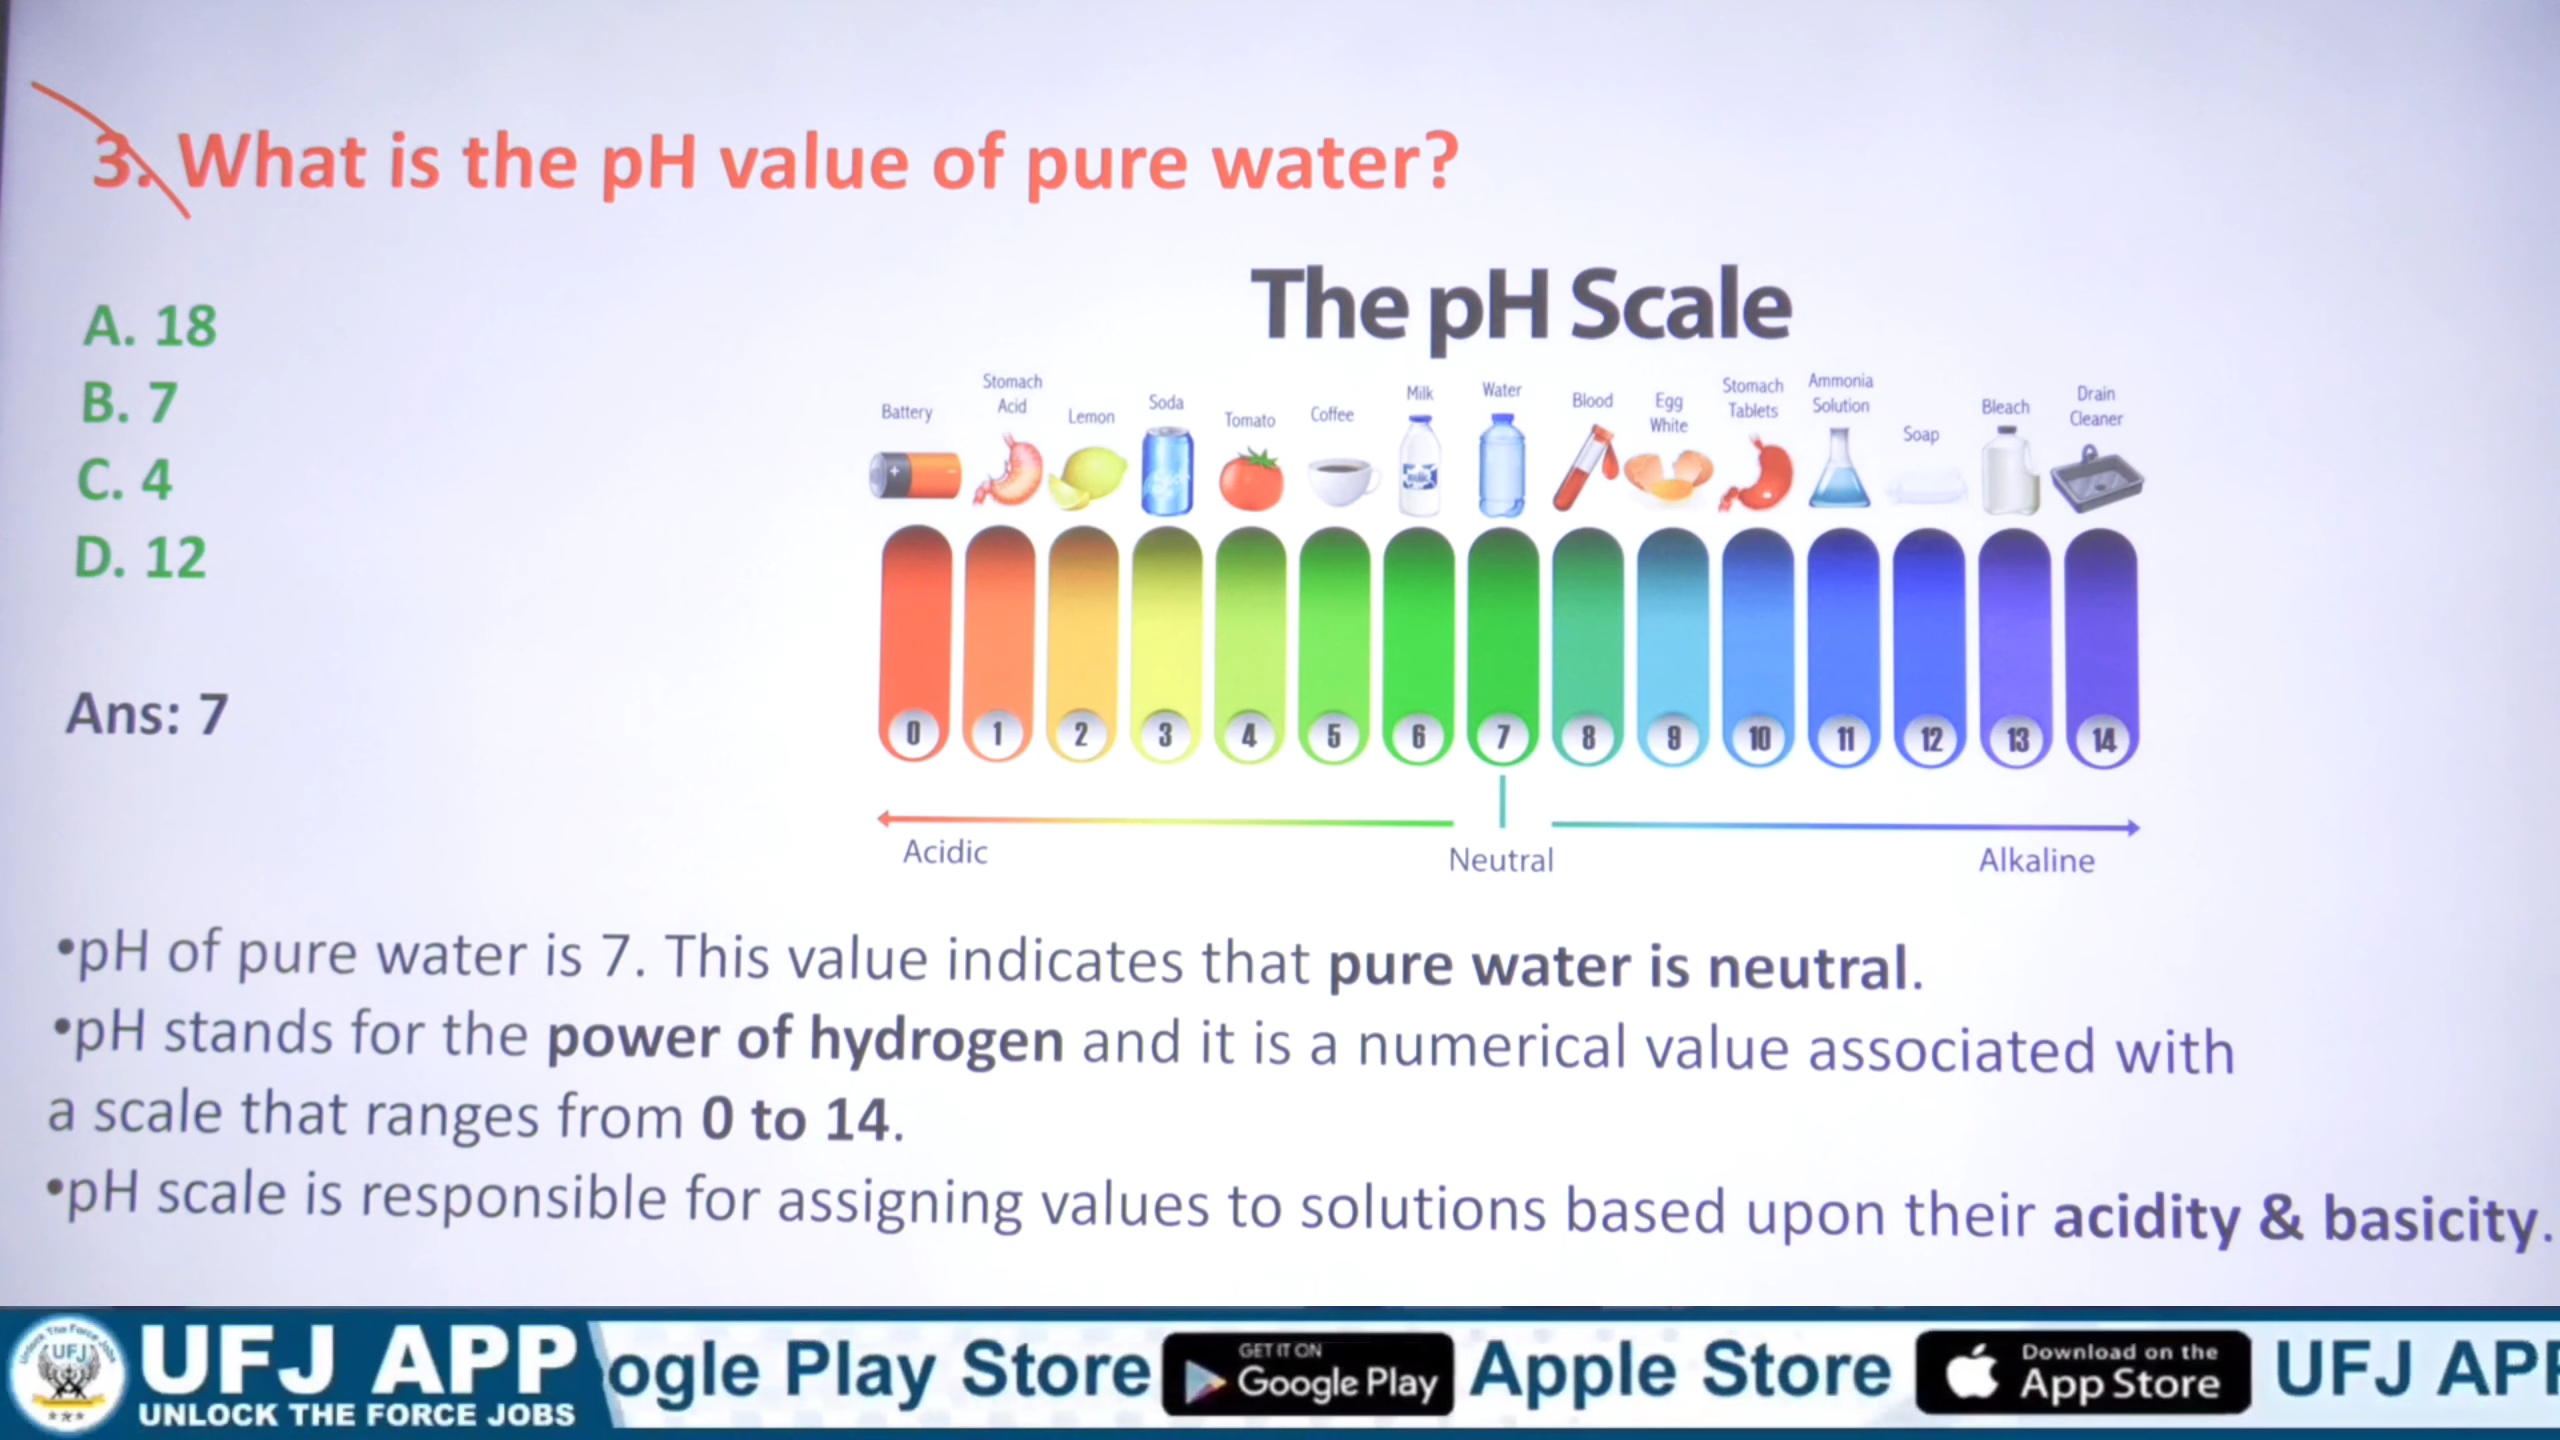 3. What is the pH value of pure water?
A. 18
B. 7
C. 4
D. 12
Ans: 7
The pH Scale
Battery
Stomach Acid
Lemon
Soda
Tomato
Coffee
Milk
Water
Blood
Egg White
Stomach Tablets
Ammonia Solution
Soap
Bleach
Drain Cleaner
0 1 2 3 4 5 6 7 8 9 10 11 12 13 14
Acidic
Neutral
Alkaline
•pH of pure water is 7. This value indicates that pure water is neutral.
•pH stands for the power of hydrogen and it is a numerical value associated with
a scale that ranges from 0 to 14.
•pH scale is responsible for assigning values to solutions based upon their acidity & basicity.
UFJ
UFJ APP
UNLOCK THE FORCE JOBS
ogle Play Store
GET IT ON
Google Play
Apple Store
Download on the
App Store
UFJ APP